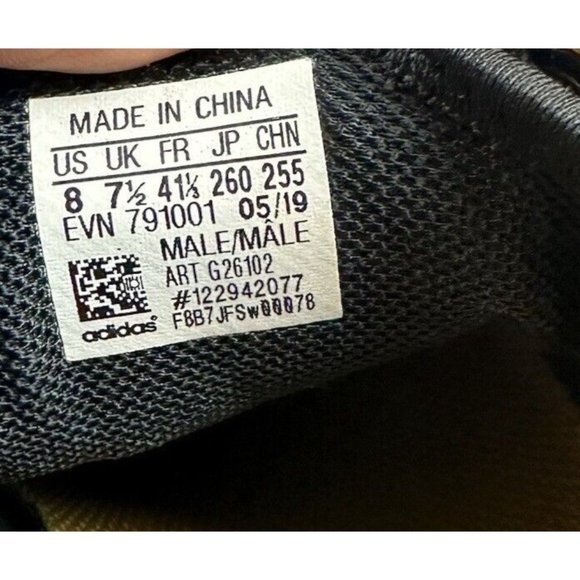 MADE IN CHINA
US UK FR JP CHN
8 7½ 41⅓ 260 255
EVN 791001 05/19
MALE/MÂLE
ART G26102
#122942077
F8B7JFSW00078
adidas